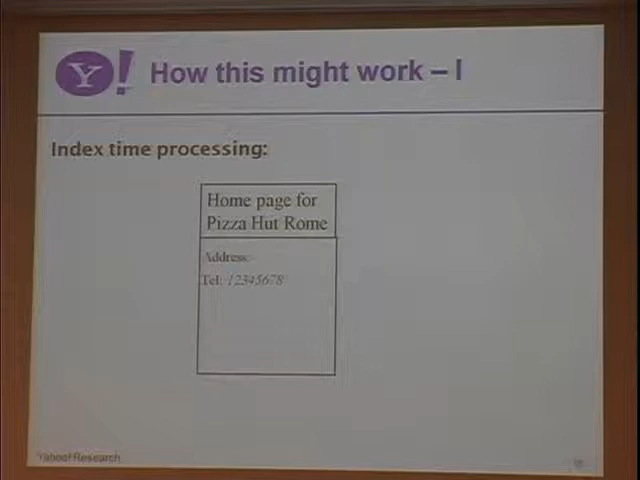 Y! How this might work – I
Index time processing:
Home page for
Pizza Hut Rome
Address:
Tel: 12345678
Yahoo! Research